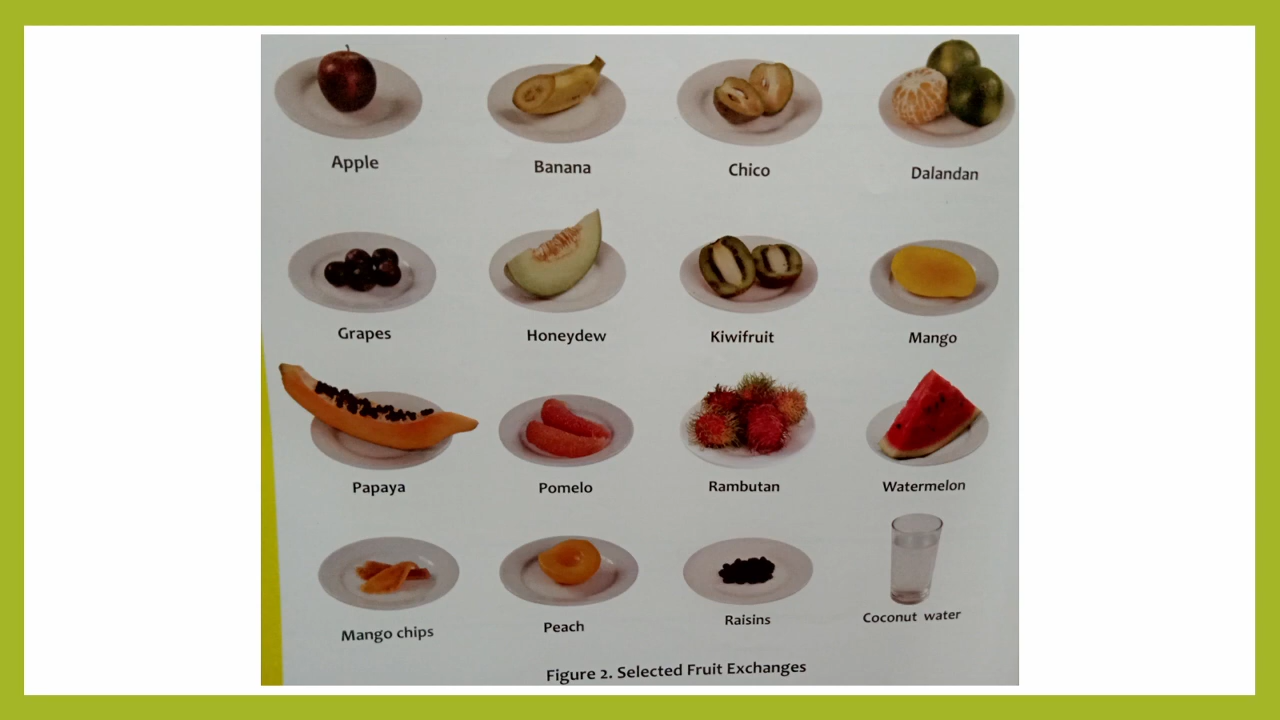 Apple
Banana
Chico
Dalandan
Grapes
Honeydew
Kiwifruit
Mango
Papaya
Pomelo
Rambutan
Watermelon
Mango chips
Peach
Raisins
Coconut water
Figure 2. Selected Fruit Exchanges